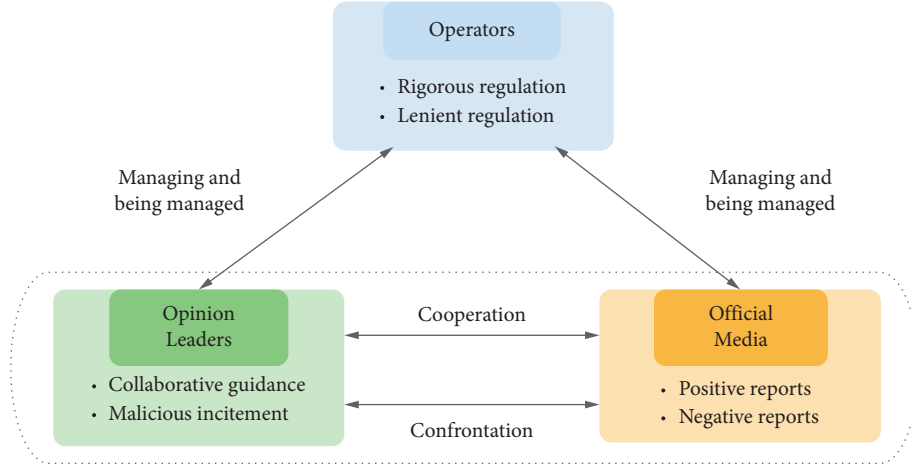 Operators
• Rigorous regulation
• Lenient regulation
Managing and
being managed
Managing and
being managed
Opinion
Leaders
• Collaborative guidance
• Malicious incitement
Cooperation
Confrontation
Official
Media
• Positive reports
• Negative reports